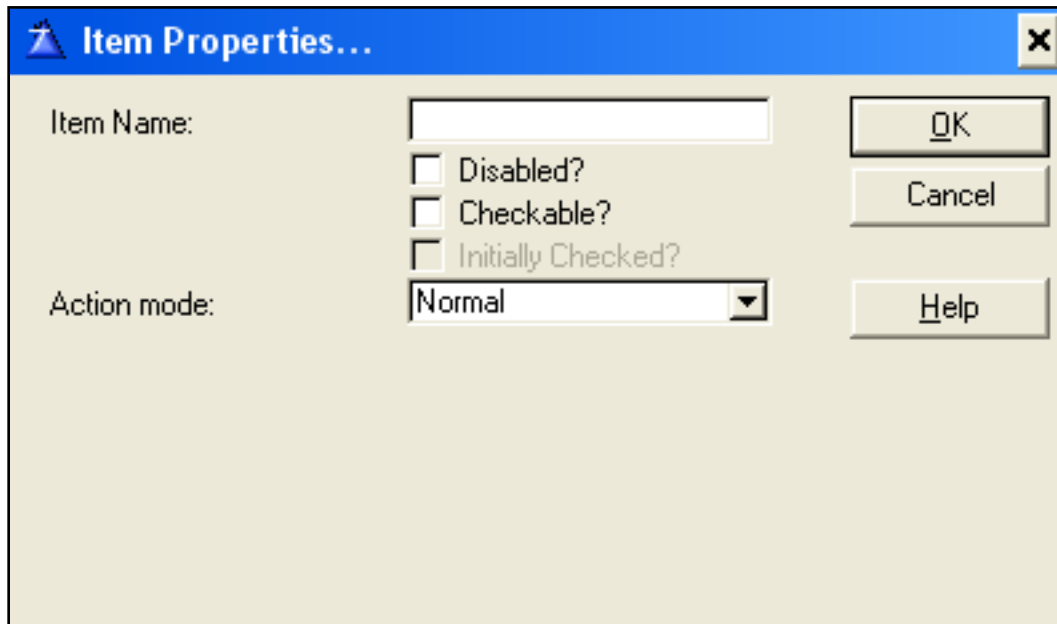 Item Properties...
Item Name:
OK
Disabled?
Cancel
Checkable?
Initially Checked?
Action mode:
Normal
Help